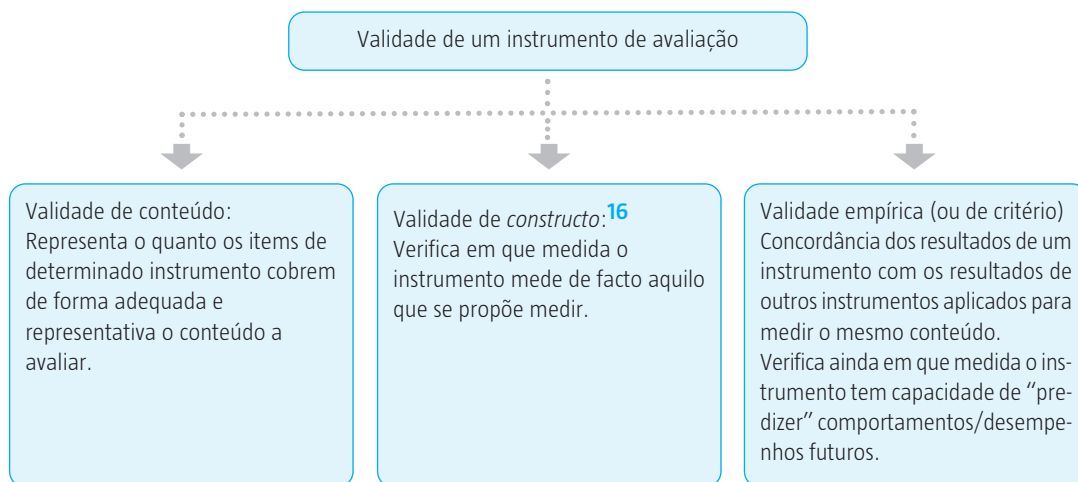 Validade de um instrumento de avaliação
Validade de conteúdo:
Representa o quanto os items de
determinado instrumento cobrem
de forma adequada e
representativa o conteúdo a
avaliar.
Validade de constructo:16
Verifica em que medida o
instrumento mede de facto aquilo
que se propõe medir.
Validade empírica (ou de critério)
Concordância dos resultados de um
instrumento com os resultados de
outros instrumentos aplicados para
medir o mesmo conteúdo.
Verifica ainda em que medida o ins-
trumento tem capacidade de “pre-
dizer” comportamentos/desempe-
nhos futuros.